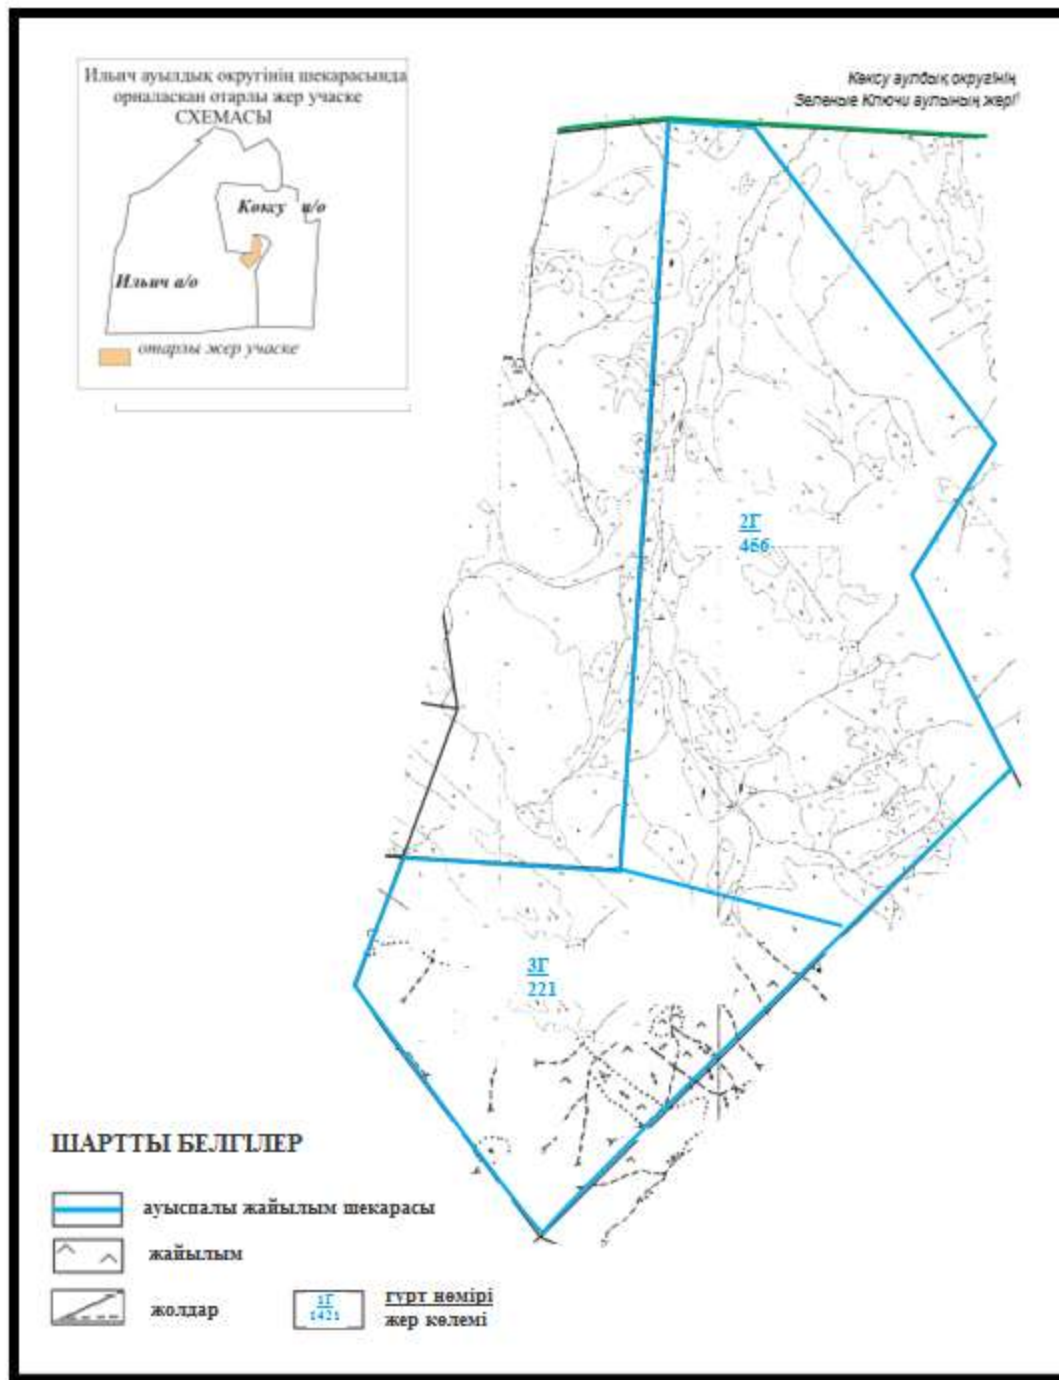 Ильич ауылдық округінің шекарасында
орналаскан отарлы жер учаске
СХЕМАСЫ
Көксу а/о
Ильич а/о
отарлы жер учаске
Көксу аулдық округінің
Зеленые Ключи аулының жері
2Г
466
3Г
221
ШАРТТЫ БЕЛГІЛЕР
ауыспалы жайылым шекарасы
жайылым
жолдар
1Г
1421
гурт нөмірі
жер көлемі